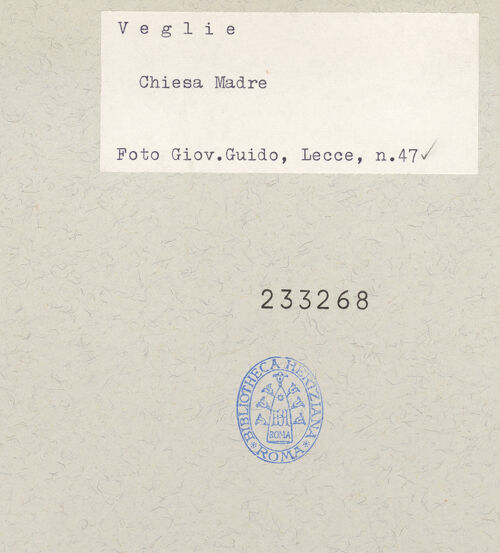 V e g l i e
Chiesa Madre
Foto Giov.Guido, Lecce, n.47✓
233268
BIBLIOTHECA HERTZIANA
ROMA
ROMA